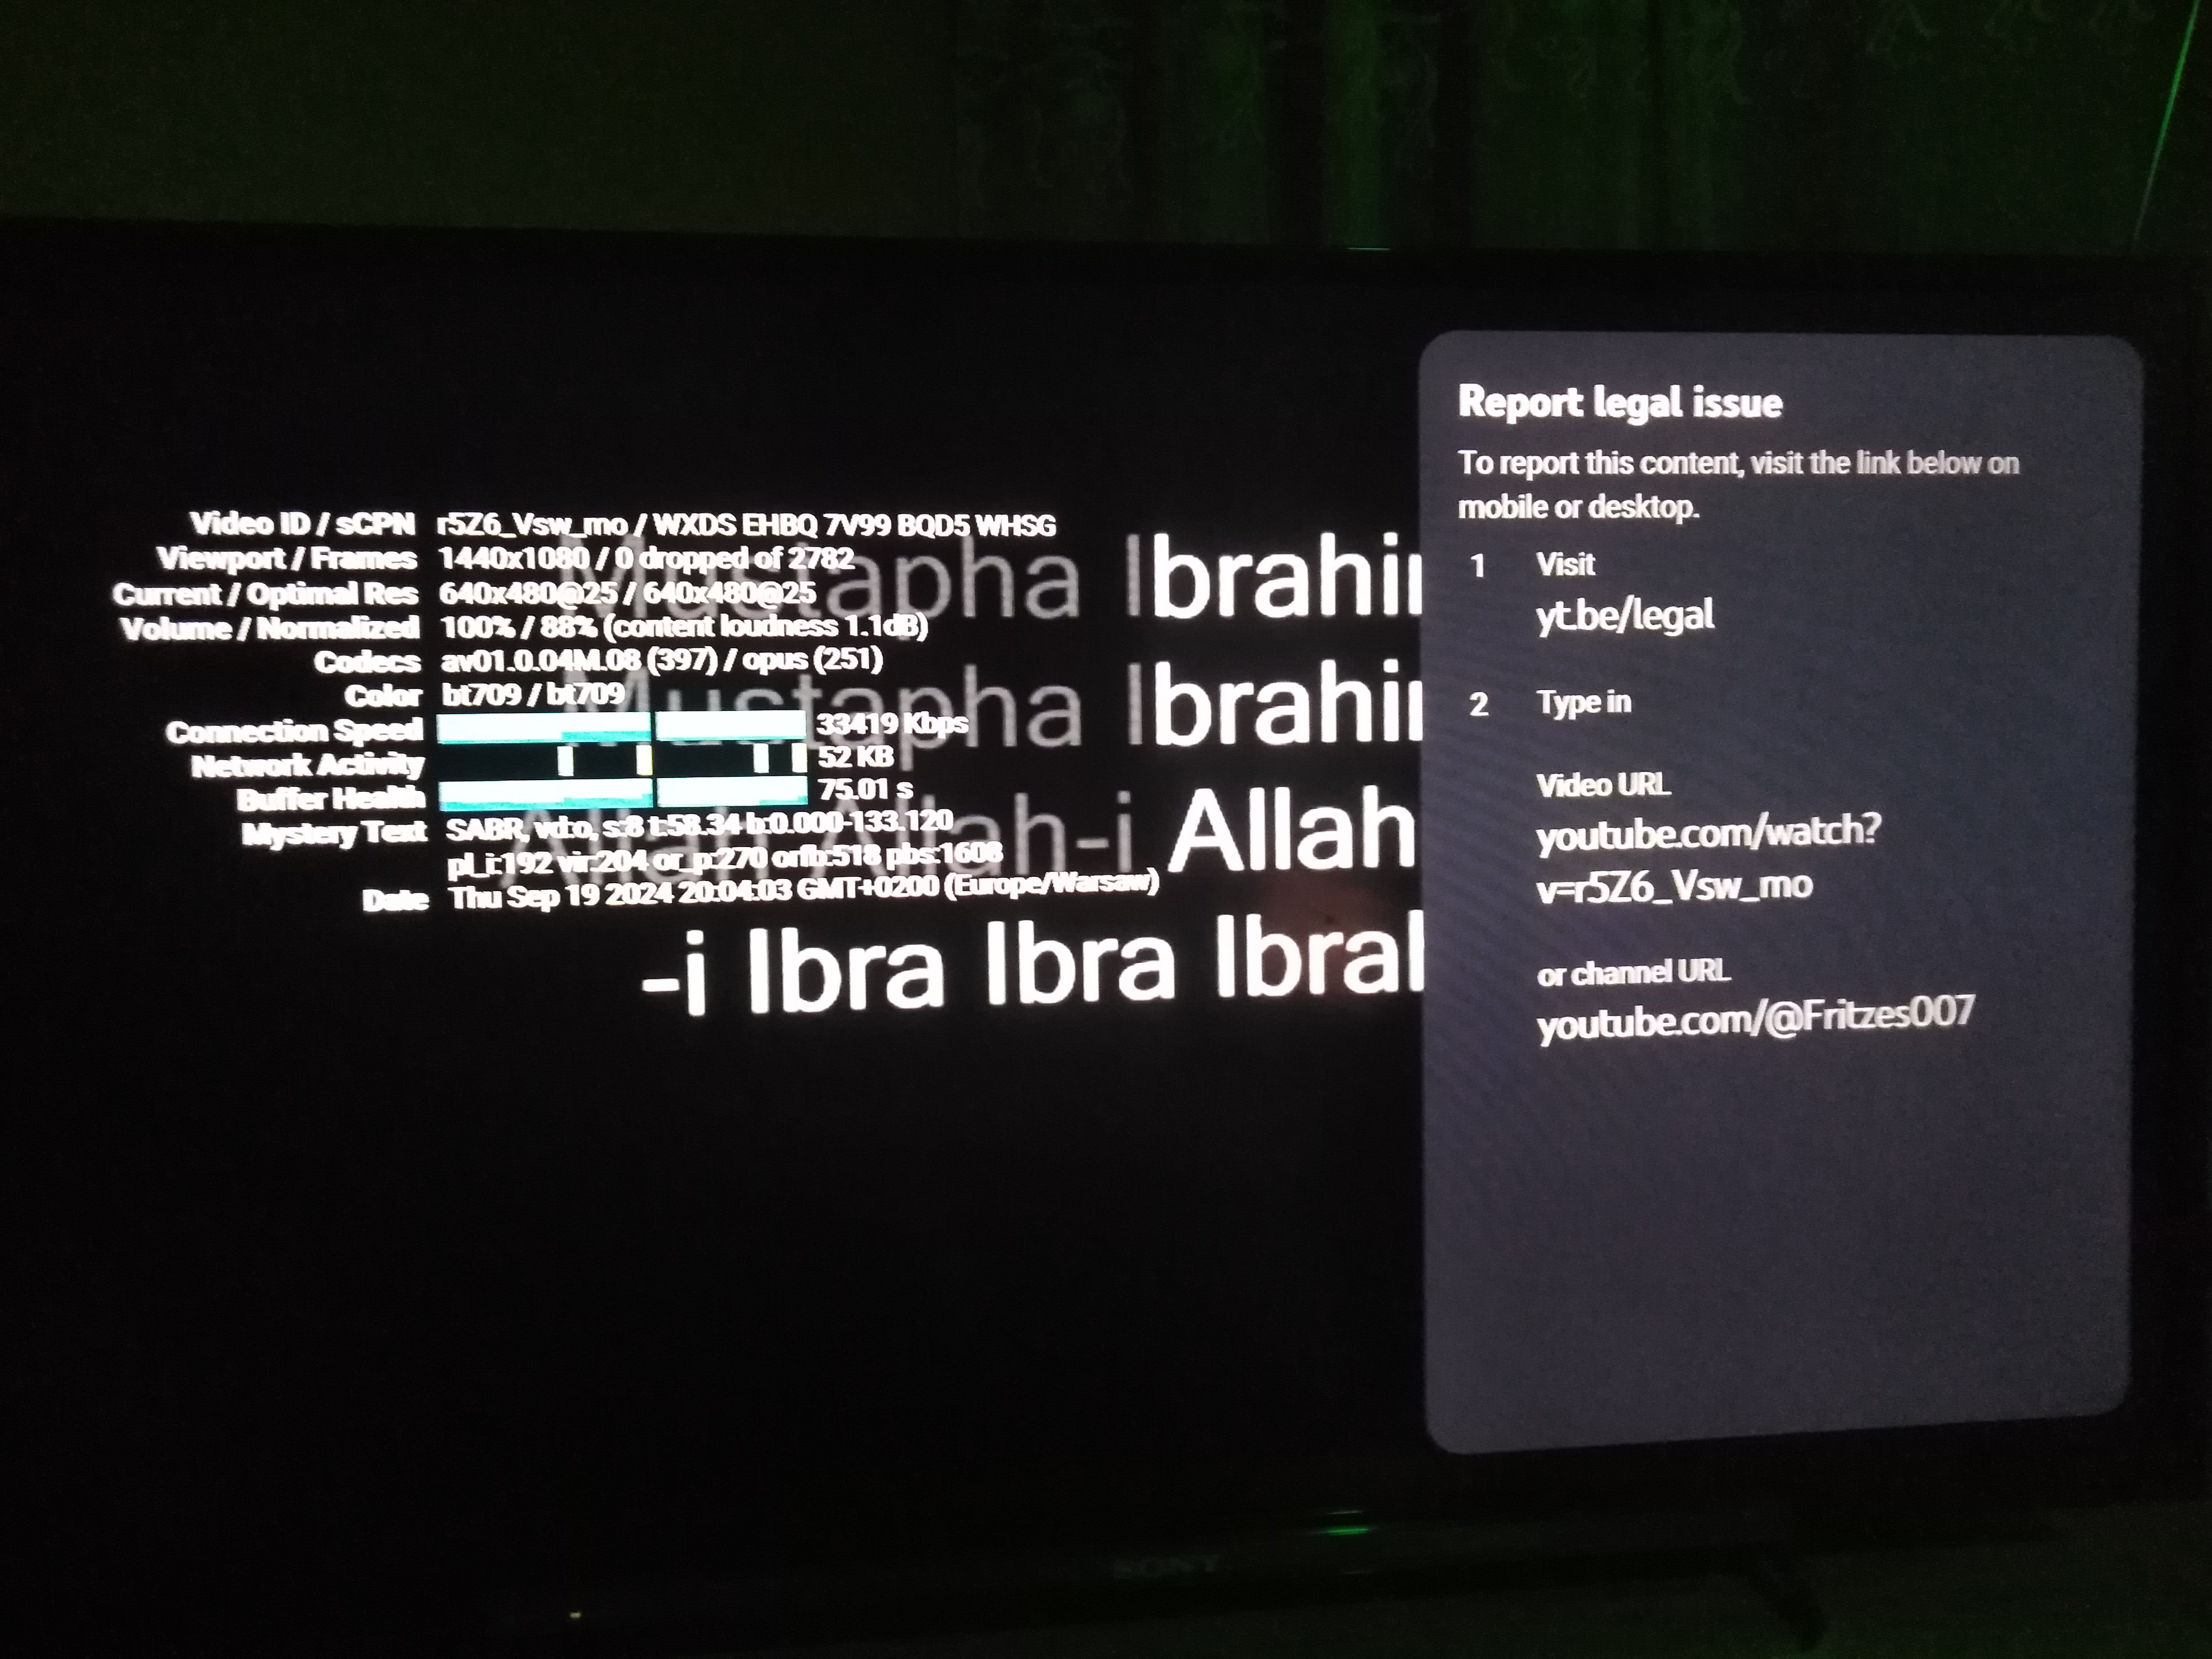 Video ID / sCPN r5Z6_Vsw_mo / WXDS EHBQ 7V99 BQD5 WHSG
Viewport / Frames 1440x1080 / 0 dropped of 2782
Current / Optimal Res 640x480@25 / 640x480@25
Volume / Normalized 100% / 88% (content loudness 1.1dB)
Codecs av01.0.04M.08 (397) / opus (251)
Color bt709 / bt709
Connection Speed 33419 Kbps
Network Activity 52 KB
Buffer Health 75.01 s
Mystery Text SABR, vd:o, s:8 t:58.34 b:0.000-133.120
pl_i:192 vir:204 or_p:270 orfb:518 pbs:1608
Date Thu Sep 19 2024 20:04:03 GMT+0200 (Europe/Warsaw)
Mustapha Ibrahi
Mustapha Ibrahi
Allah Allah-i Allah
-i Ibra Ibra Ibra
Report legal issue
To report this content, visit the link below on
mobile or desktop.
1 Visit
yt.be/legal
2 Type in
Video URL
youtube.com/watch?
v=r5Z6_Vsw_mo
or channel URL
youtube.com/@Fritzes007
SONY